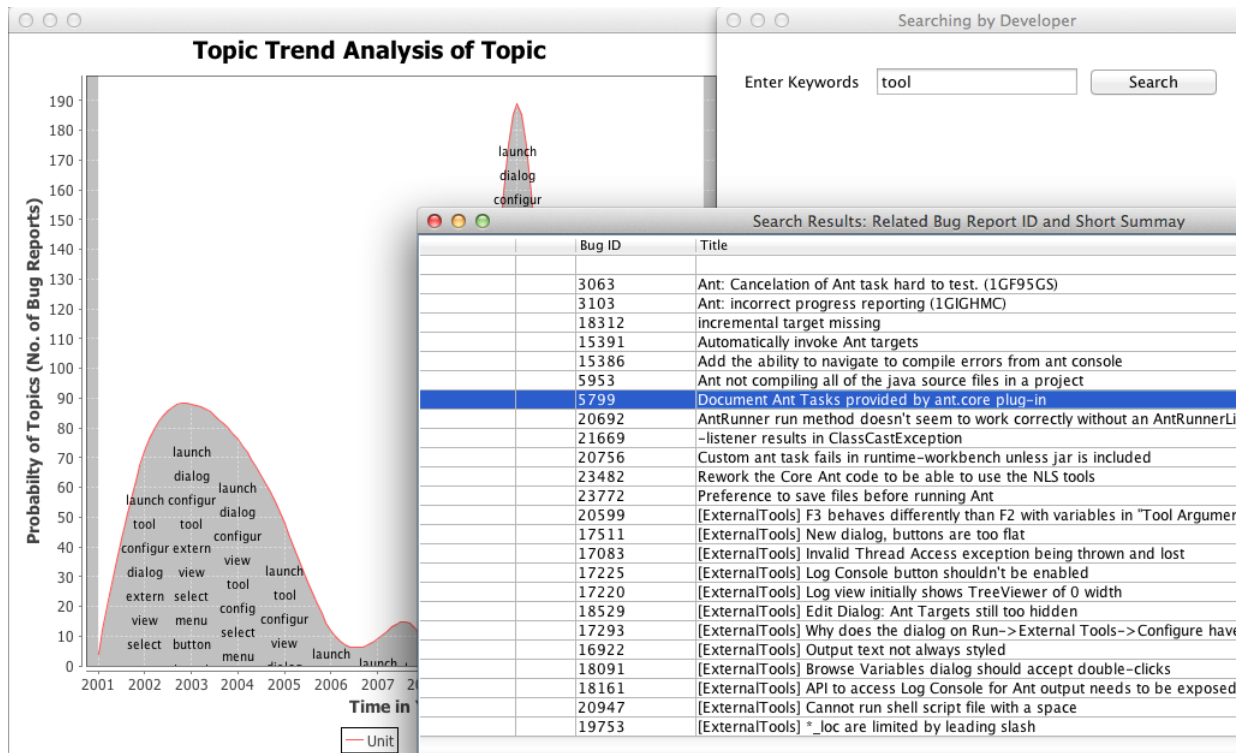 Topic Trend Analysis of Topic
Searching by Developer
Enter Keywords tool Search
Probabilty of Topics (No. of Bug Reports)
190
180
170
160
150
140
130
120
110
100
90
80
70
60
50
40
30
20
10
0
launch
dialog
configur
launch
tool
configur
dialog
extern
view
select
launch
dialog
configur
tool
extern
view
select
menu
button
launch
dialog
configur
view
tool
config
select
menu
launch
tool
configur
view
launch
launch
2001 2002 2003 2004 2005 2006 2007
Time in
Unit
Search Results: Related Bug Report ID and Short Summay
Bug ID Title
3063 Ant: Cancelation of Ant task hard to test. (1GF95GS)
3103 Ant: incorrect progress reporting (1GIGHMC)
18312 incremental target missing
15391 Automatically invoke Ant targets
15386 Add the ability to navigate to compile errors from ant console
5953 Ant not compiling all of the java source files in a project
5799 Document Ant Tasks provided by ant.core plug-in
20692 AntRunner run method doesn't seem to work correctly without an AntRunnerLi
21669 -listener results in ClassCastException
20756 Custom ant task fails in runtime-workbench unless jar is included
23482 Rework the Core Ant code to be able to use the NLS tools
23772 Preference to save files before running Ant
20599 [ExternalTools] F3 behaves differently than F2 with variables in "Tool Argumer
17511 [ExternalTools] New dialog, buttons are too flat
17083 [ExternalTools] Invalid Thread Access exception being thrown and lost
17225 [ExternalTools] Log Console button shouldn't be enabled
17220 [ExternalTools] Log view initially shows TreeViewer of 0 width
18529 [ExternalTools] Edit Dialog: Ant Targets still too hidden
17293 [ExternalTools] Why does the dialog on Run->External Tools->Configure have
16922 [ExternalTools] Output text not always styled
18091 [ExternalTools] Browse Variables dialog should accept double-clicks
18161 [ExternalTools] API to access Log Console for Ant output needs to be exposed
20947 [ExternalTools] Cannot run shell script file with a space
19753 [ExternalTools] *_loc are limited by leading slash